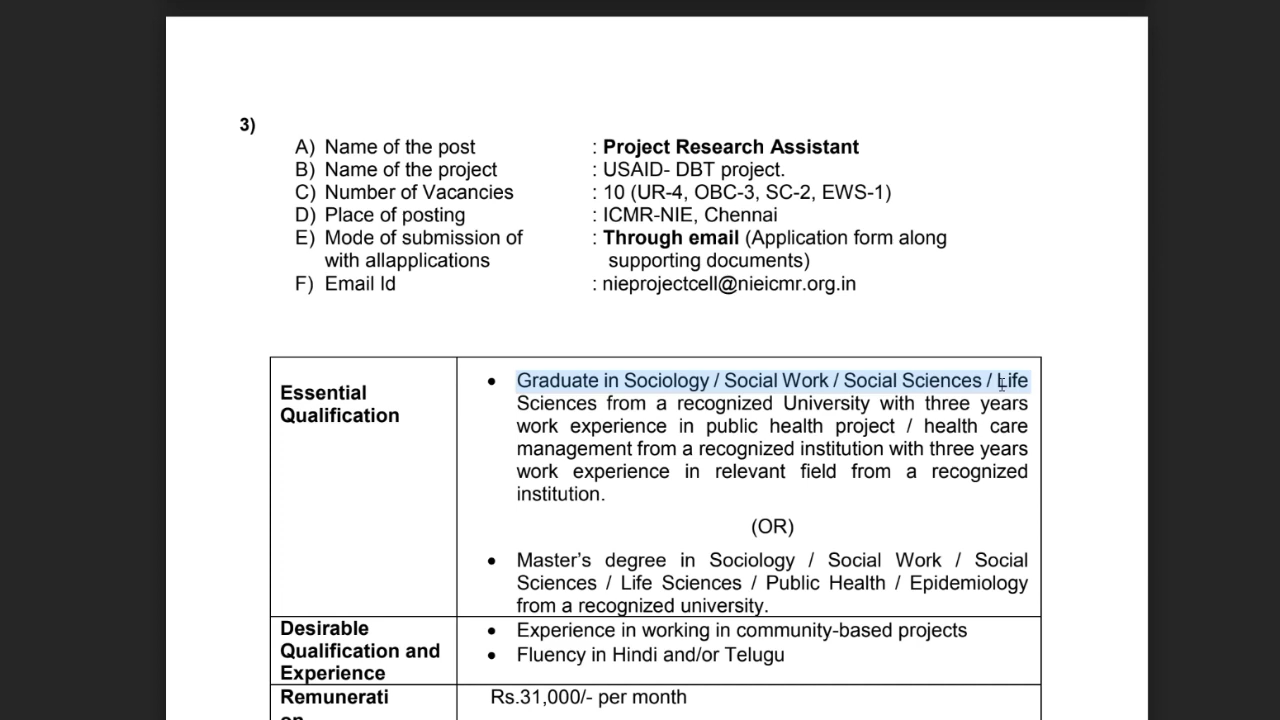 3)
A) Name of the post : Project Research Assistant
B) Name of the project : USAID- DBT project.
C) Number of Vacancies : 10 (UR-4, OBC-3, SC-2, EWS-1)
D) Place of posting : ICMR-NIE, Chennai
E) Mode of submission of : Through email (Application form along
with allapplications supporting documents)
F) Email Id : nieprojectcell@nieicmr.org.in
Essential
Qualification
• Graduate in Sociology / Social Work / Social Sciences / Life
Sciences from a recognized University with three years
work experience in public health project / health care
management from a recognized institution with three years
work experience in relevant field from a recognized
institution.
(OR)
• Master’s degree in Sociology / Social Work / Social
Sciences / Life Sciences / Public Health / Epidemiology
from a recognized university.
Desirable
Qualification and
Experience
• Experience in working in community-based projects
• Fluency in Hindi and/or Telugu
Remunerati
on
Rs.31,000/- per month